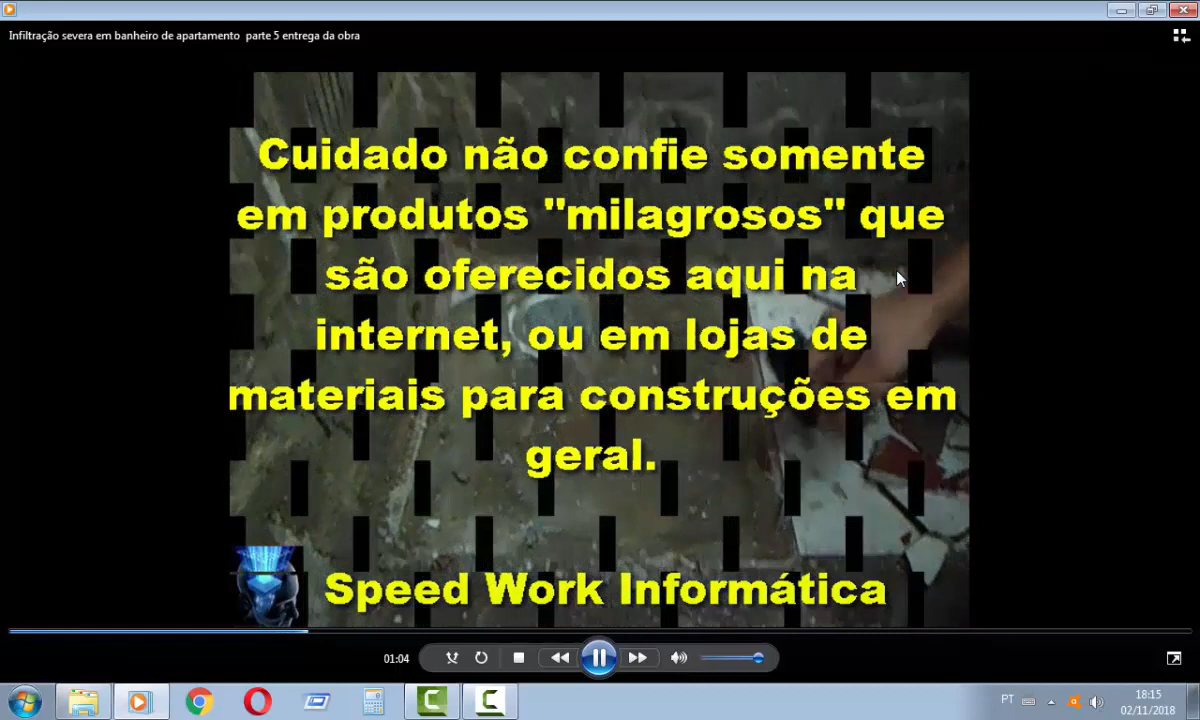 Infiltração severa em banheiro de apartamento parte 5 entrega da obra
Cuidado não confie somente
em produtos "milagrosos" que
são oferecidos aqui na
internet, ou em lojas de
materiais para construções em
geral.
Speed Work Informática
01:04
PT
18:15
02/11/2018